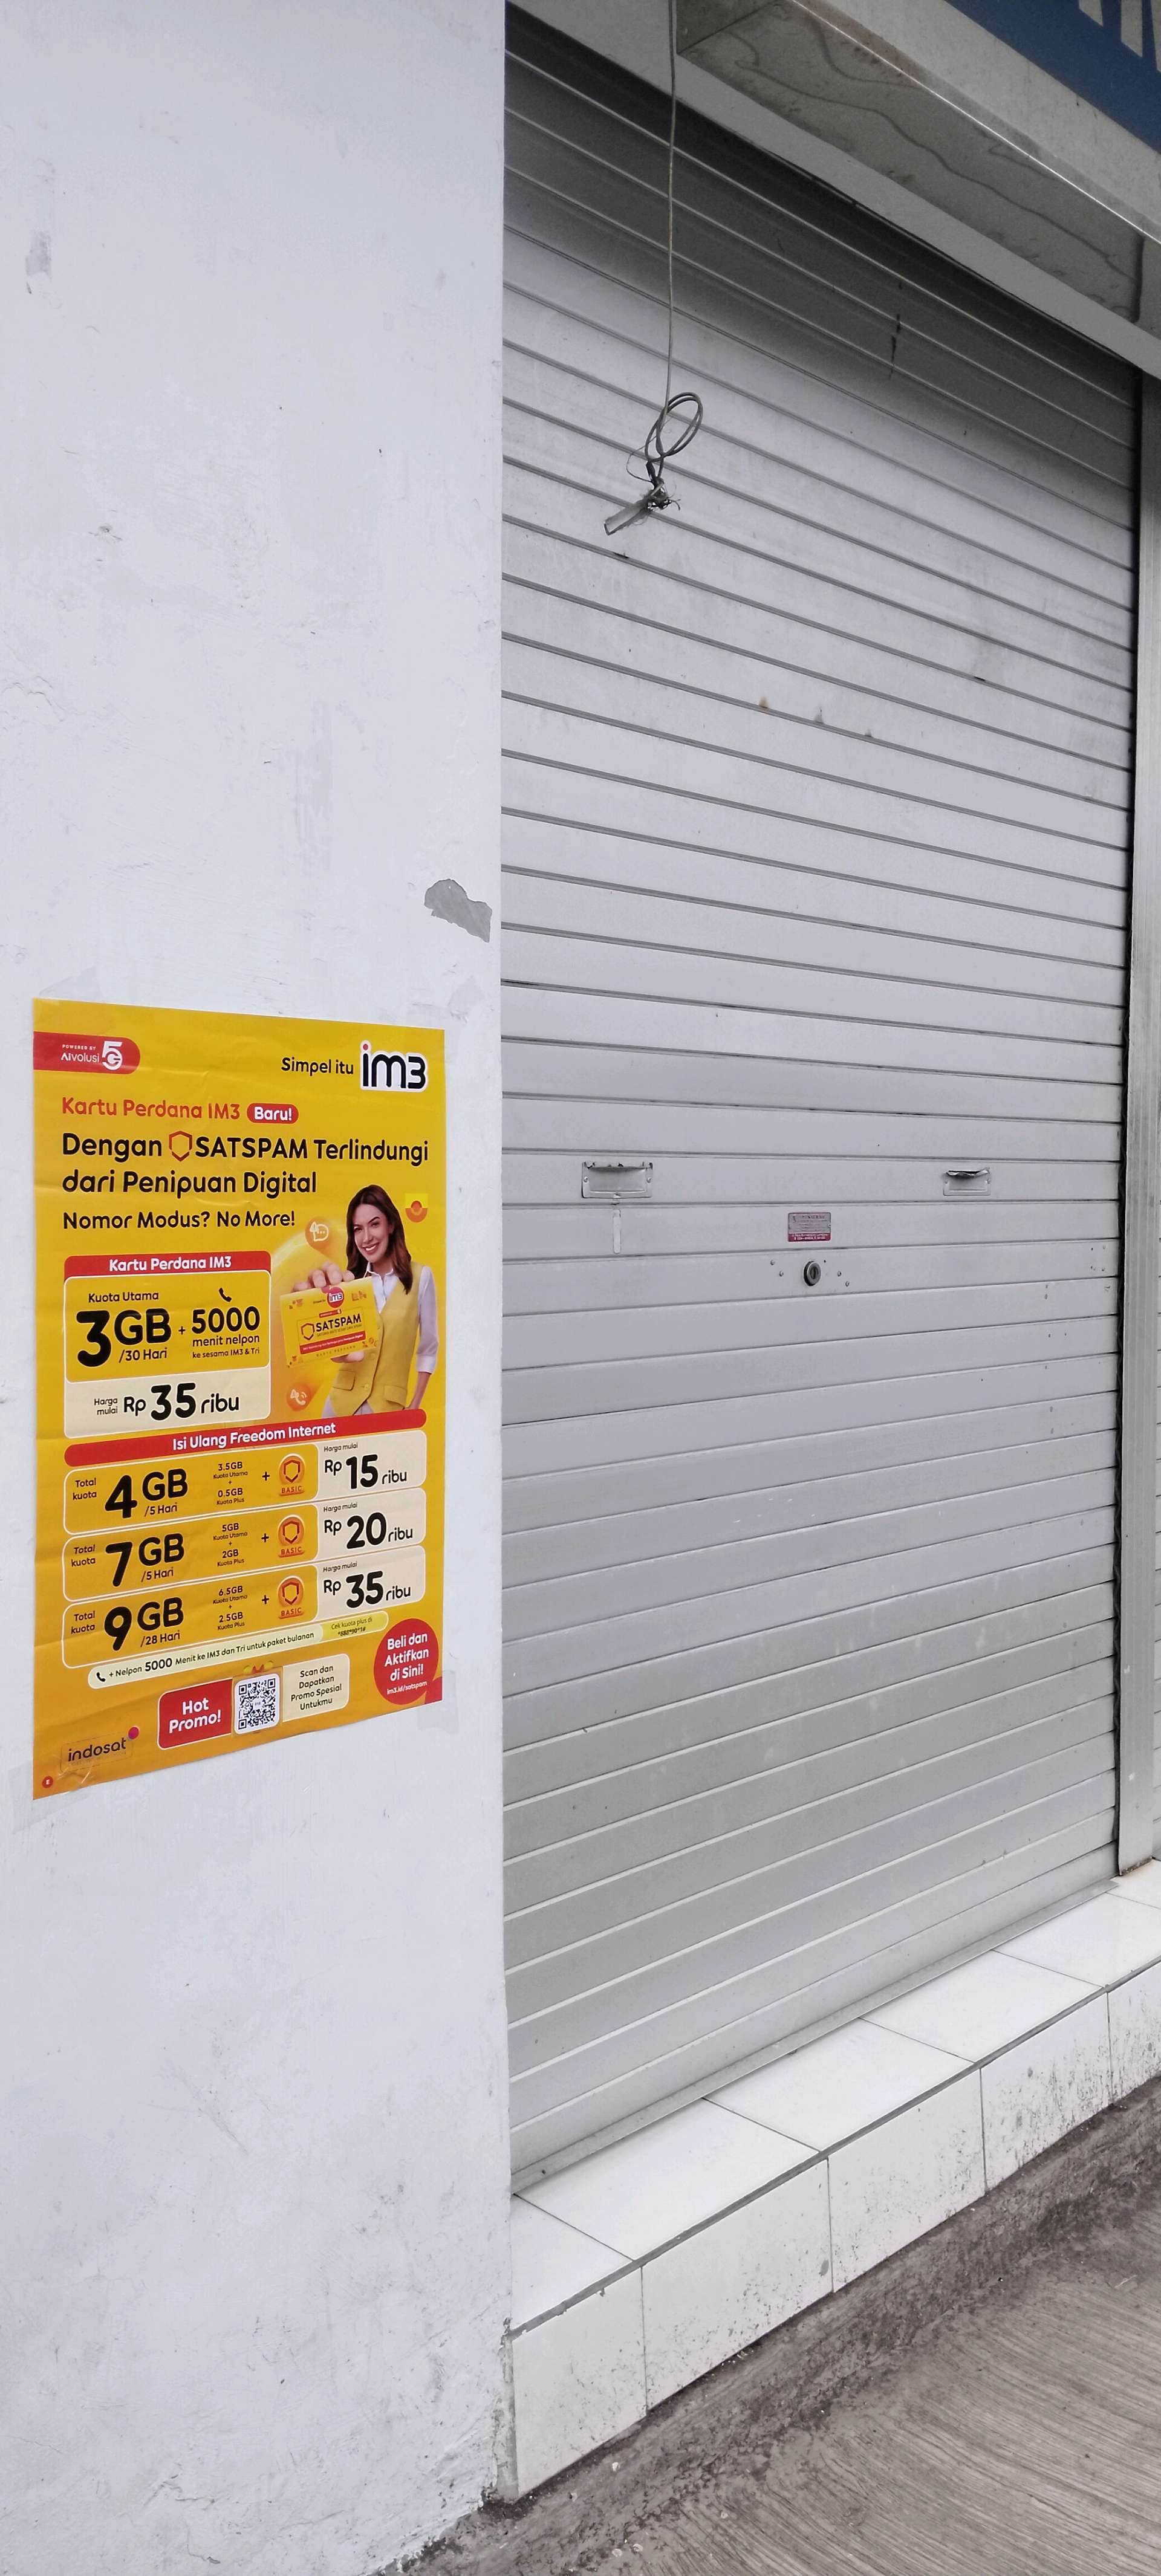 POWERED BY
AIvolusi 5G
Simpel itu im3
Kartu Perdana IM3 Baru!
Dengan SATSPAM Terlindungi
dari Penipuan Digital
Nomor Modus? No More!
Kartu Perdana IM3
Kuota Utama
3GB /30 Hari + 5000
menit nelpon
ke sesama IM3 & Tri
Harga mulai Rp 35 ribu
SATSPAM
Isi Ulang Freedom Internet
Total kuota 4GB /5 Hari
3.5GB
Kuota Utama
+
0.5GB
Kuota Plus
+ BASIC
Harga mulai
Rp 15 ribu
Total kuota 7GB /5 Hari
5GB
Kuota Utama
+
2GB
Kuota Plus
+ BASIC
Harga mulai
Rp 20 ribu
Total kuota 9GB /28 Hari
6.5GB
Kuota Utama
+
2.5GB
Kuota Plus
+ BASIC
Harga mulai
Rp 35 ribu
+ Nelpon 5000 Menit ke IM3 dan Tri untuk paket bulanan
Cek kuota plus di
Beli dan
Aktifkan
di Sini!
im3.id/satspam
Hot
Promo!
Scan dan
Dapatkan
Promo Spesial
Untukmu
indosat